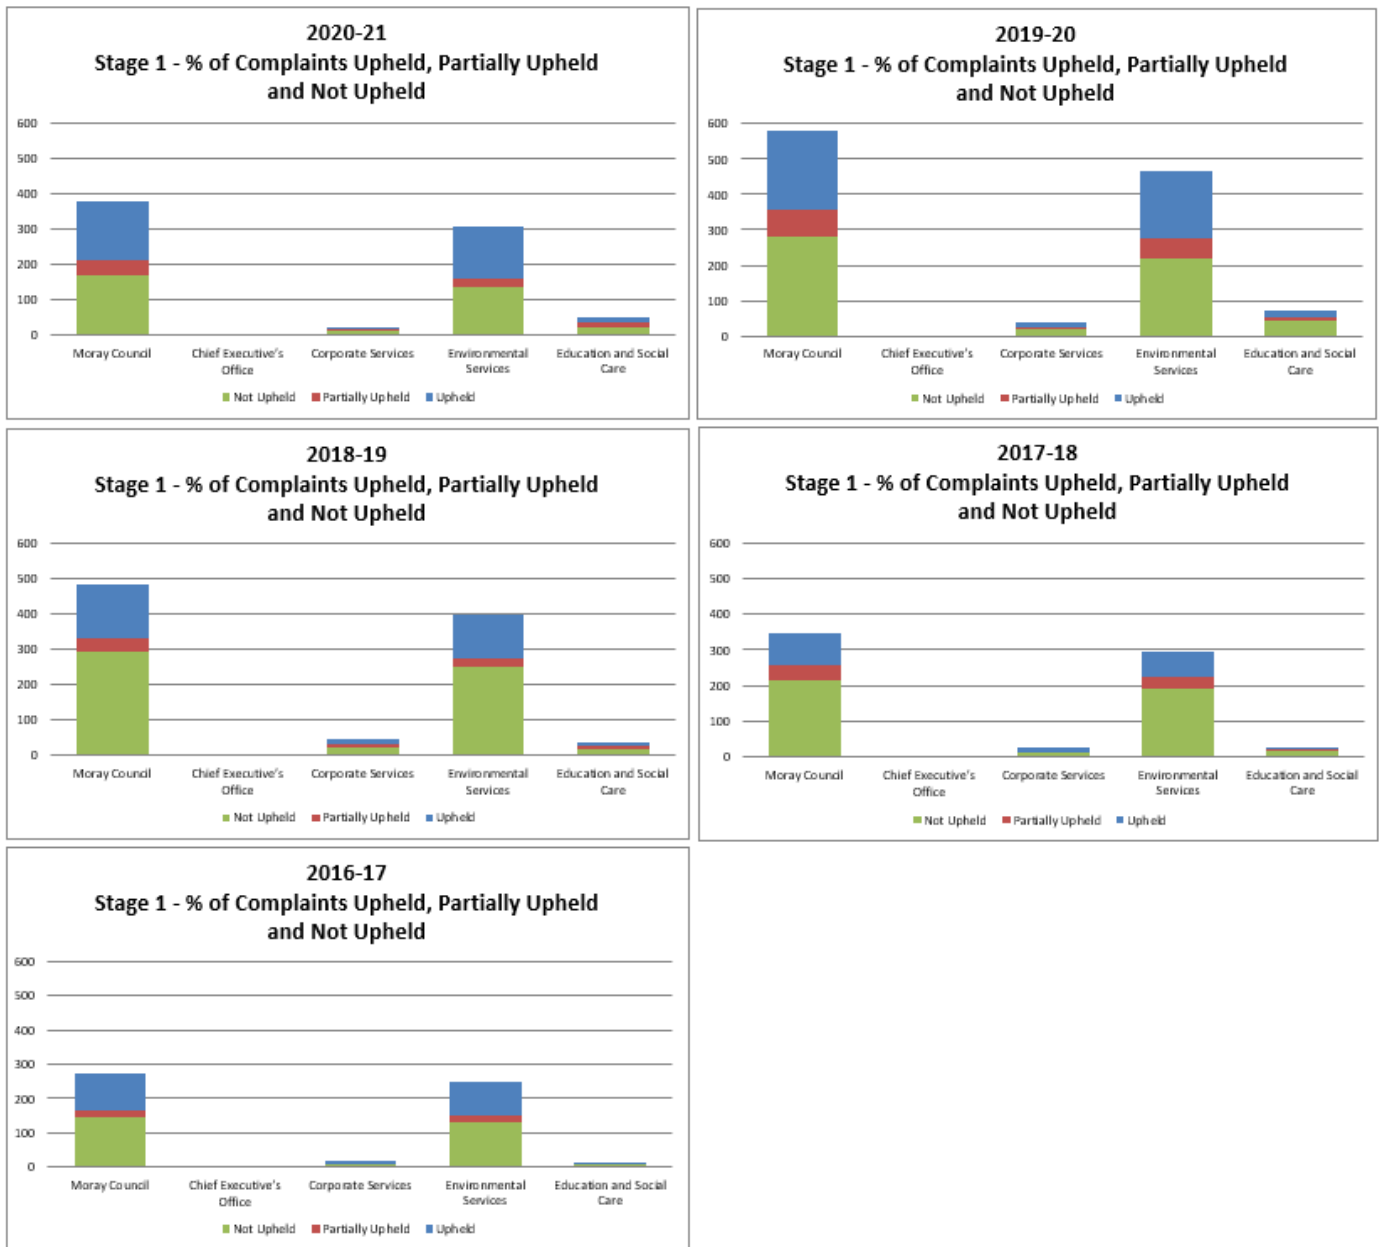 2020-21
Stage 1 - % of Complaints Upheld, Partially Upheld
and Not Upheld
600
500
400
300
200
100
0
Moray Council
Chief Executive's
Office
Corporate Services
Environmental
Services
Education and Social
Care
Not Upheld
Partially Upheld
Upheld
2019-20
Stage 1 - % of Complaints Upheld, Partially Upheld
and Not Upheld
600
500
400
300
200
100
0
Moray Council
Chief Executive's
Office
Corporate Services
Environmental
Services
Education and Social
Care
Not Upheld
Partially Upheld
Upheld
2018-19
Stage 1 - % of Complaints Upheld, Partially Upheld
and Not Upheld
600
500
400
300
200
100
0
Moray Council
Chief Executive's
Office
Corporate Services
Environmental
Services
Education and Social
Care
Not Upheld
Partially Upheld
Upheld
2017-18
Stage 1 - % of Complaints Upheld, Partially Upheld
and Not Upheld
600
500
400
300
200
100
0
Moray Council
Chief Executive's
Office
Corporate Services
Environmental
Services
Education and Social
Care
Not Upheld
Partially Upheld
Upheld
2016-17
Stage 1 - % of Complaints Upheld, Partially Upheld
and Not Upheld
600
500
400
300
200
100
0
Moray Council
Chief Executive's
Office
Corporate Services
Environmental
Services
Education and Social
Care
Not Upheld
Partially Upheld
Upheld